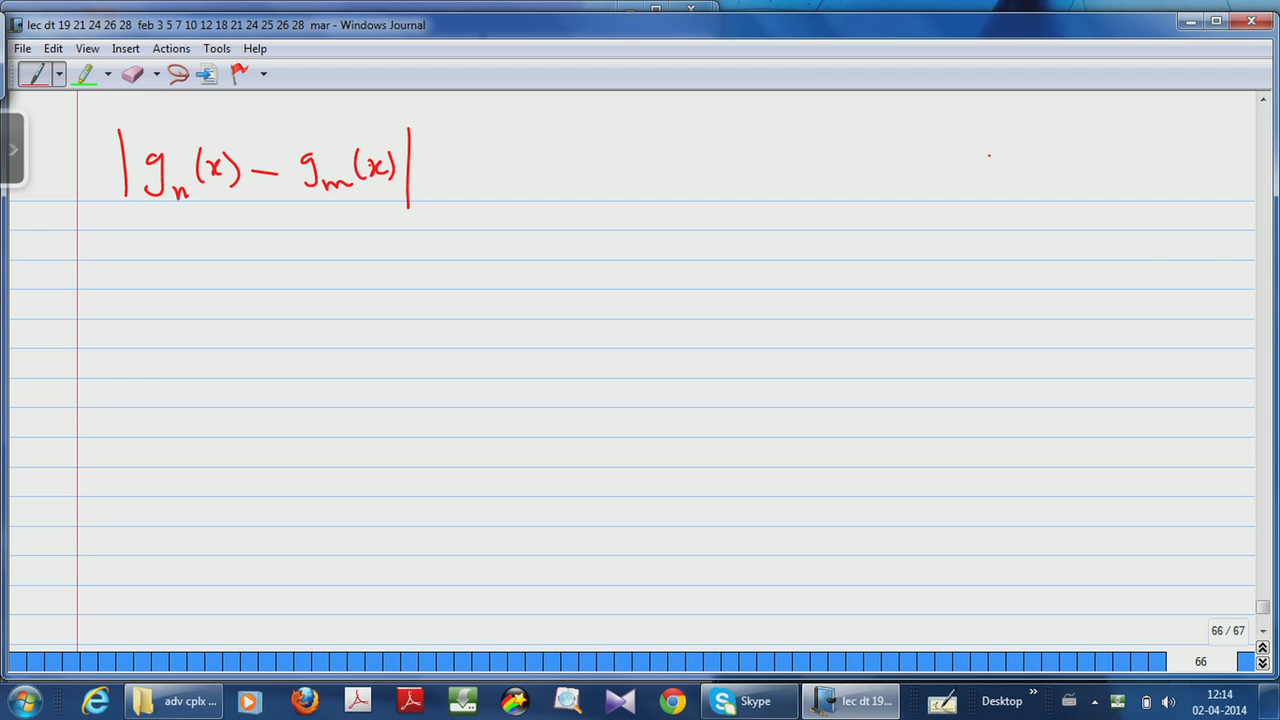 lec dt 19 21 24 26 28 feb 3 5 7 10 12 18 21 24 25 26 28 mar - Windows Journal
File Edit View Insert Actions Tools Help
|g_n(x) - g_m(x)|
66 / 67
66
adv cplx ... Skype lec dt 19... Desktop » 12:14
02-04-2014